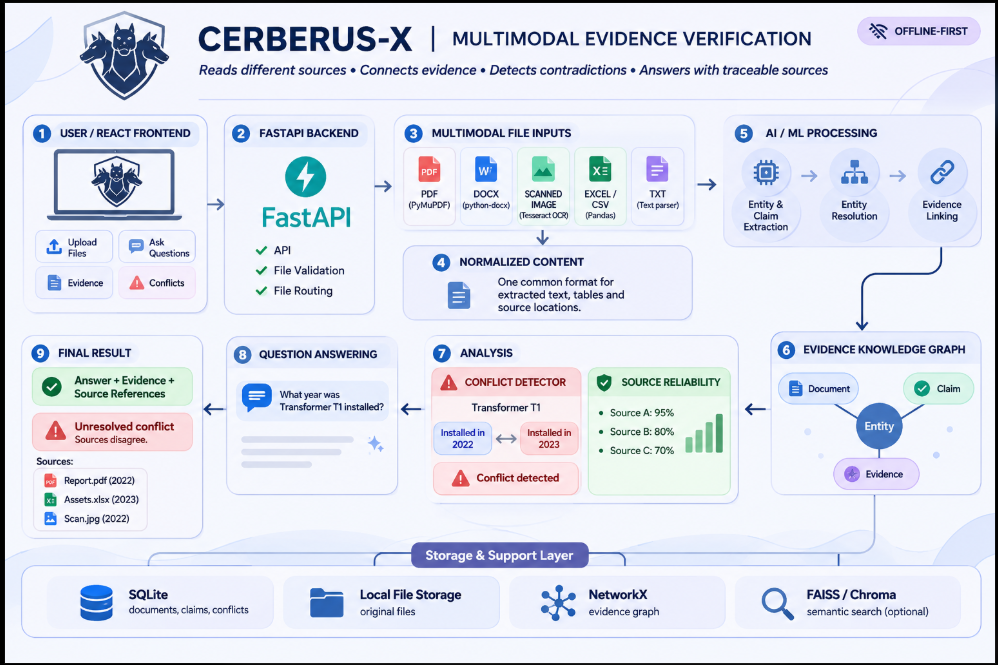 CERBERUS-X | MULTIMODAL EVIDENCE VERIFICATION
OFFLINE-FIRST
Reads different sources • Connects evidence • Detects contradictions • Answers with traceable sources
1 USER / REACT FRONTEND
Upload
Files
Ask
Questions
Evidence
Conflicts
2 FASTAPI BACKEND
FastAPI
API
File Validation
File Routing
3 MULTIMODAL FILE INPUTS
PDF
PDF
(PyMuPDF)
W
DOCX
(python-docx)
SCANNED
IMAGE
(Tesseract OCR)
X
EXCEL /
CSV
(Pandas)
TXT
(Text parser)
4 NORMALIZED CONTENT
One common format for
extracted text, tables and
source locations.
5 AI / ML PROCESSING
Entity &
Claim
Extraction
Entity
Resolution
Evidence
Linking
6 EVIDENCE KNOWLEDGE GRAPH
Document
Claim
Entity
Evidence
7 ANALYSIS
CONFLICT DETECTOR
Transformer T1
Installed in
2022
Installed in
2023
Conflict detected
SOURCE RELIABILITY
• Source A: 95%
• Source B: 80%
• Source C: 70%
8 QUESTION ANSWERING
What year was
Transformer T1 installed?
9 FINAL RESULT
Answer + Evidence +
Source References
Unresolved conflict
Sources disagree.
Sources:
Report.pdf (2022)
Assets.xlsx (2023)
Scan.jpg (2022)
Storage & Support Layer
SQLite
documents, claims, conflicts
Local File Storage
original files
NetworkX
evidence graph
FAISS / Chroma
semantic search (optional)